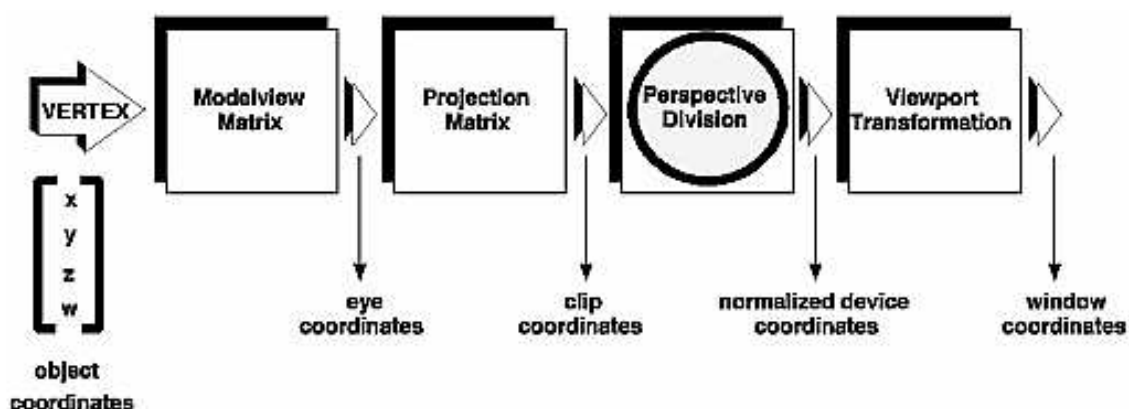 VERTEX
Modelview
Matrix
Projection
Matrix
Perspective
Division
Viewport
Transformation
x
y
z
w
object
coordinates
eye
coordinates
clip
coordinates
normalized device
coordinates
window
coordinates